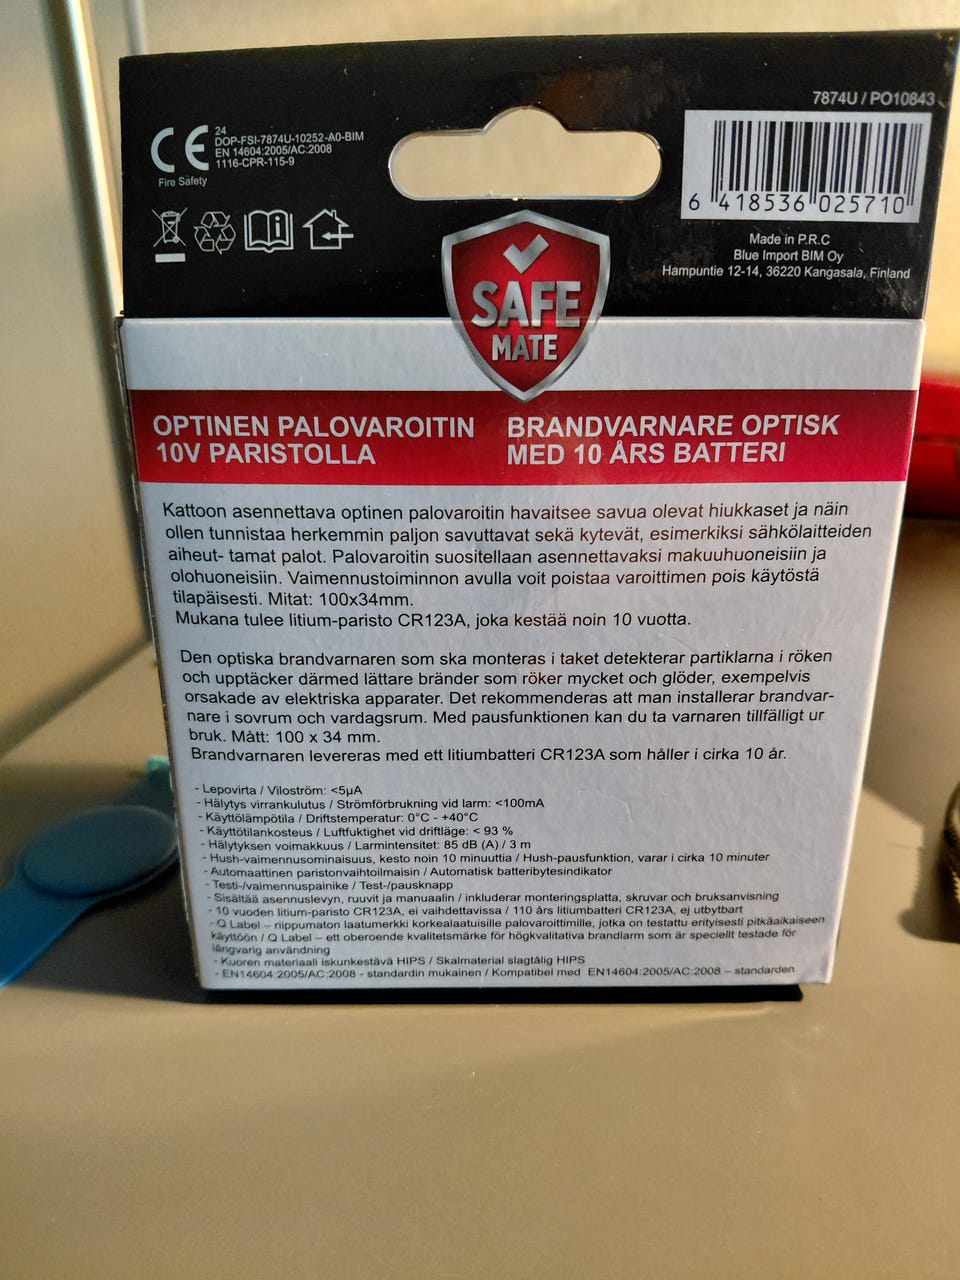 7874U / PO10843
CE
24
DOP-FSI-7874U-10252-A0-BIM
EN 14604:2005/AC:2008
1116-CPR-115-9
Fire Safety
6 418536 025710
Made in P.R.C
Blue Import BIM Oy
Hampuntie 12-14, 36220 Kangasala, Finland
SAFE
MATE
OPTINEN PALOVAROITIN
10V PARISTOLLA
BRANDVARNARE OPTISK
MED 10 ÅRS BATTERI
Kattoon asennettava optinen palovaroitin havaitsee savua olevat hiukkaset ja näin
ollen tunnistaa herkemmin paljon savuttavat sekä kytevät, esimerkiksi sähkölaitteiden
aiheut- tamat palot. Palovaroitin suositellaan asennettavaksi makuuhuoneisiin ja
olohuoneisiin. Vaimennustoiminnon avulla voit poistaa varoittimen pois käytöstä
tilapäisesti. Mitat: 100x34mm.
Mukana tulee litium-paristo CR123A, joka kestää noin 10 vuotta.
Den optiska brandvarnaren som ska monteras i taket detekterar partiklarna i röken
och upptäcker därmed lättare bränder som röker mycket och glöder, exempelvis
orsakade av elektriska apparater. Det rekommenderas att man installerar brandvar-
nare i sovrum och vardagsrum. Med pausfunktionen kan du ta varnaren tillfälligt ur
bruk. Mått: 100 x 34 mm.
Brandvarnaren levereras med ett litiumbatteri CR123A som håller i cirka 10 år.
- Lepovirta / Viloström: <5µA
- Hälytys virrankulutus / Strömförbrukning vid larm: <100mA
- Käyttölämpötila / Driftstemperatur: 0°C - +40°C
- Käyttötilankosteus / Luftfuktighet vid driftläge: < 93 %
- Hälytyksen voimakkuus / Larmintensitet: 85 dB (A) / 3 m
- Hush-vaimennusominaisuus, kesto noin 10 minuuttia / Hush-pausfunktion, varar i cirka 10 minuter
- Automaattinen paristonvaihtoilmaisin / Automatisk batteribytesindikator
- Testi-/vaimennuspainike / Test-/pausknapp
- Sisältää asennuslevyn, ruuvit ja manuaalin / inkluderar monteringsplatta, skruvar och bruksanvisning
- 10 vuoden litium-paristo CR123A, ei vaihdettavissa / 110 års litiumbatteri CR123A, ej utbytbart
- Q Label – riippumaton laatumerkki korkealaatuisille palovaroittimille, jotka on testattu erityisesti pitkäaikaiseen
käyttöön / Q Label – ett oberoende kvalitetsmärke för högkvalitativa brandlarm som är speciellt testade för
långvarig användning
- Kuoren materiaali iskunkestävä HIPS / Skalmaterial slagtålig HIPS
- EN14604:2005/AC:2008 - standardin mukainen / Kompatibel med EN14604:2005/AC:2008 – standarden